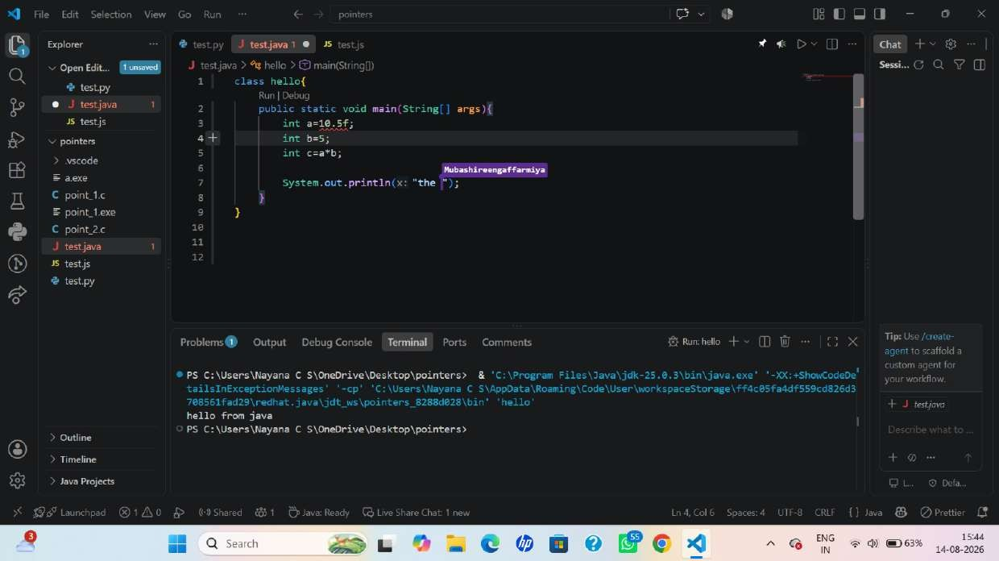 File Edit Selection View Go Run ··· pointers
Explorer ···
Open Edit... 1 unsaved
test.py
J test.java 1
JS test.js
pointers
.vscode
a.exe
C point_1.c
point_1.exe
C point_2.c
J test.java 1
JS test.js
test.py
Outline
Timeline
Java Projects
test.py J test.java 1 JS test.js
J test.java > hello > main(String[])
1 class hello{
Run | Debug
2 public static void main(String[] args){
3 int a=10.5f;
4 int b=5;
5 int c=a*b;
6
Mubashireengaffarmiya
7 System.out.println(x: "the ");
8 }
9 }
10
11
12
Problems 1 Output Debug Console Terminal Ports Comments Run: hello
PS C:\Users\Nayana C S\OneDrive\Desktop\pointers> & 'C:\Program Files\Java\jdk-25.0.3\bin\java.exe' '-XX:+ShowCodeDe
tailsInExceptionMessages' '-cp' 'C:\Users\Nayana C S\AppData\Roaming\Code\User\workspaceStorage\ff4c05fa4df559cd826d3
708561fad29\redhat.java\jdt_ws\pointers_8288d028\bin' 'hello'
hello from java
PS C:\Users\Nayana C S\OneDrive\Desktop\pointers>
Chat
Sessi...
Tip: Use /create-
agent to scaffold a
custom agent for
your workflow.
J test.java
Describe what to ...
L... Defa...
Launchpad 1 0 Shared 1 Java: Ready Live Share Chat: 1 new Ln 4, Col 6 Spaces: 4 UTF-8 CRLF { } Java Prettier
3 Search 55 ENG 63% 15:44
IN 14-08-2026